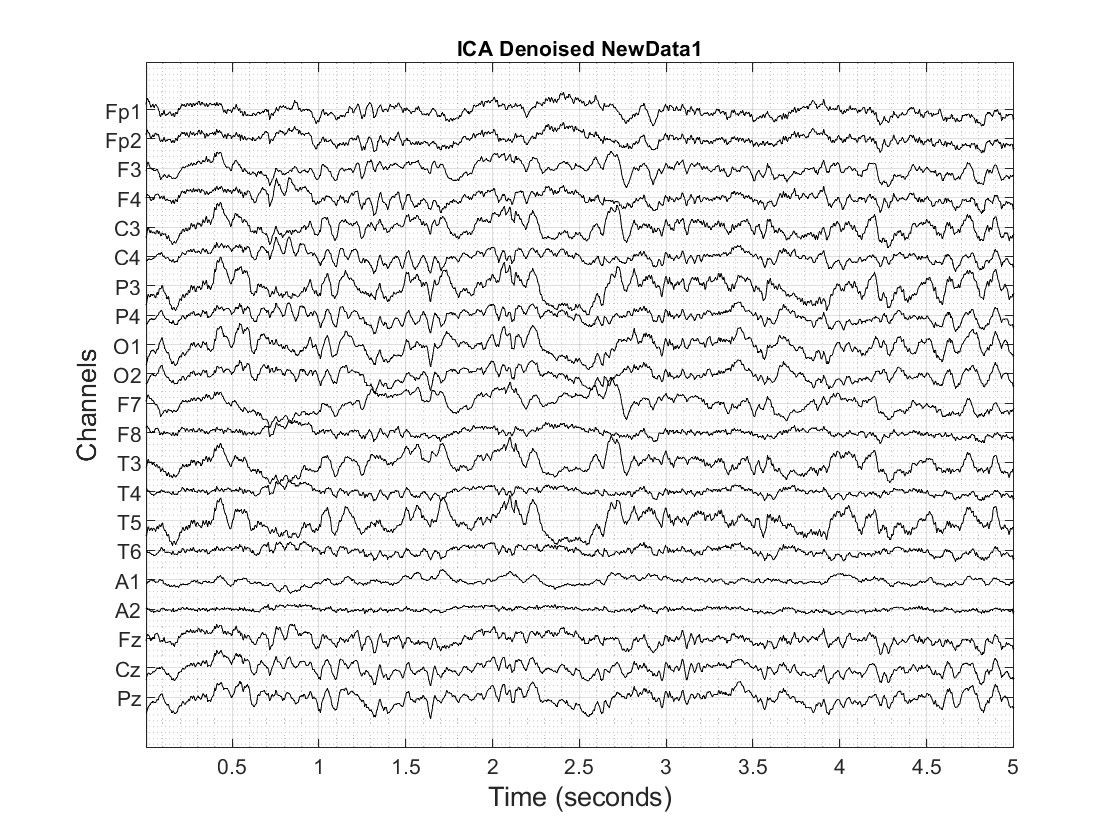 ICA Denoised NewData1
Fp1
Fp2
F3
F4
C3
C4
P3
P4
O1
O2
F7
F8
T3
T4
T5
T6
A1
A2
Fz
Cz
Pz
Channels
0.5 1 1.5 2 2.5 3 3.5 4 4.5 5
Time (seconds)